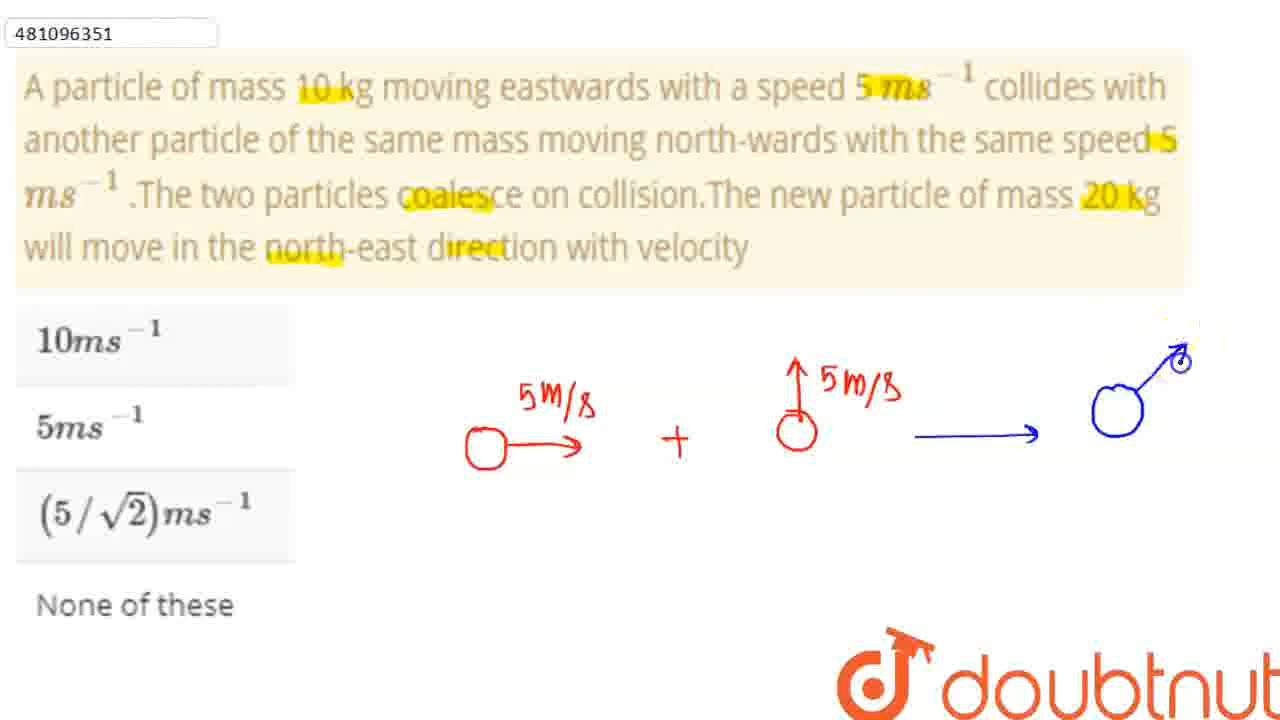 481096351
A particle of mass 10 kg moving eastwards with a speed 5 ms⁻¹ collides with
another particle of the same mass moving north-wards with the same speed 5
ms⁻¹ .The two particles coalesce on collision.The new particle of mass 20 kg
will move in the north-east direction with velocity
10ms⁻¹
5ms⁻¹
(5/√2)ms⁻¹
None of these
5m/s
+
5m/s
doubtnut